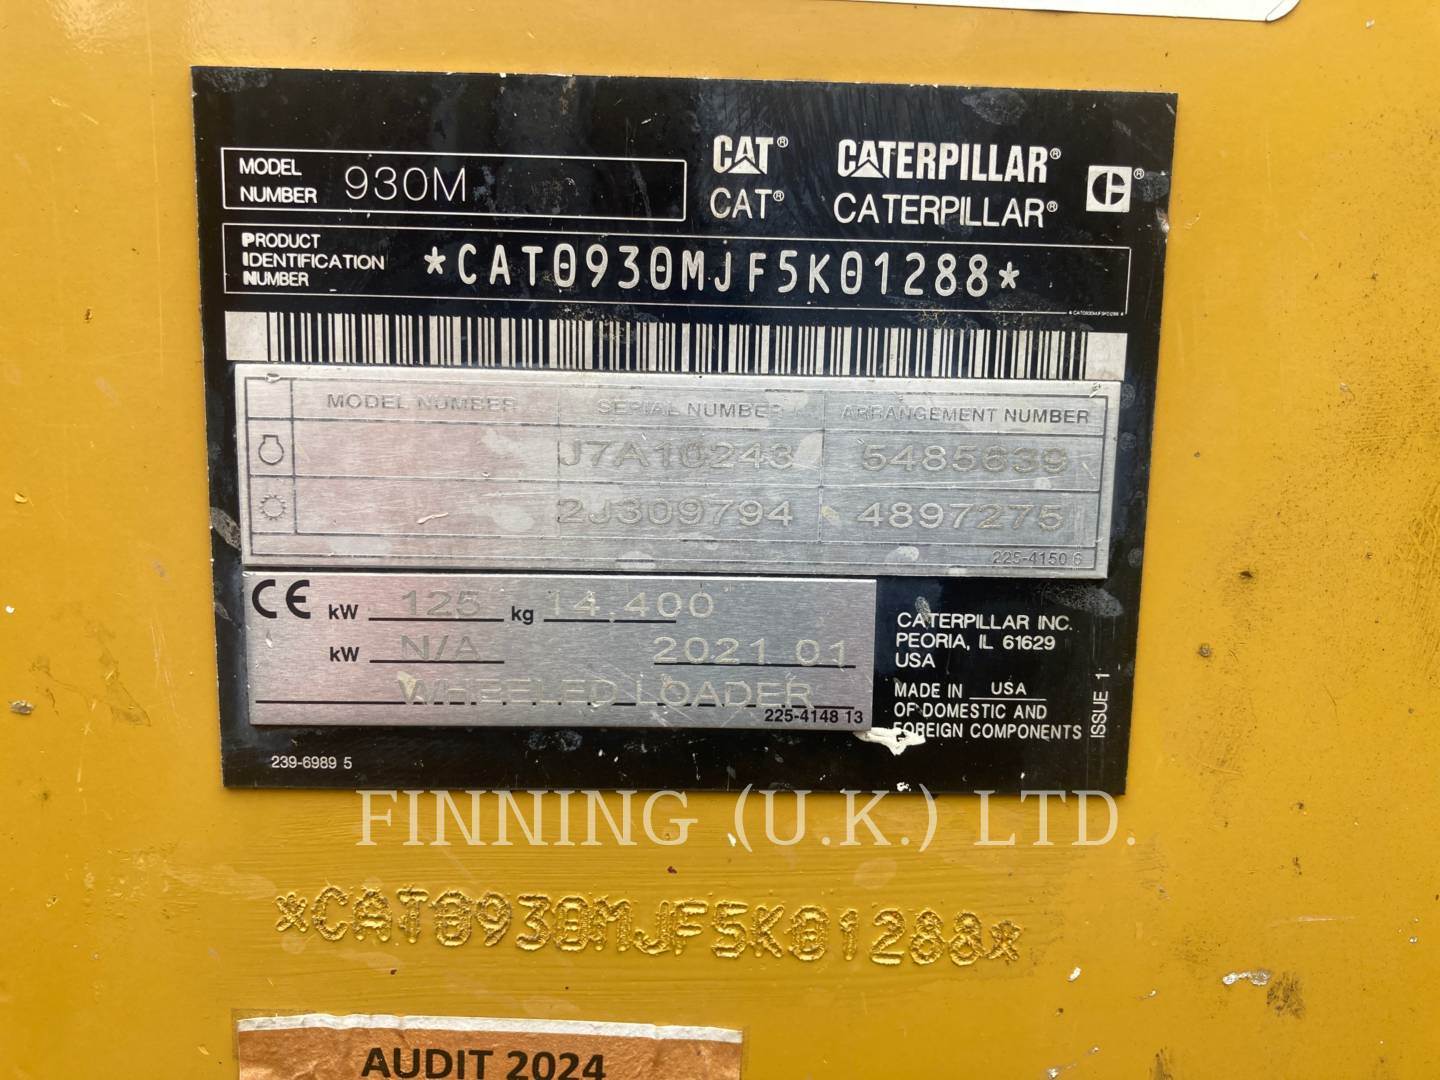 MODEL NUMBER 930M
CAT® CATERPILLAR®
CAT® CATERPILLAR®
PRODUCT IDENTIFICATION NUMBER *CAT0930MJF5K01288*
MODEL NUMBER SERIAL NUMBER ARRANGEMENT NUMBER
J7A10243 5485639
2J309794 4897275
225-4150 6
CE kW 125 kg 14.400
kW N/A 2021 01
WHEELED LOADER
225-4148 13
CATERPILLAR INC.
PEORIA, IL 61629
USA
MADE IN USA
OF DOMESTIC AND
FOREIGN COMPONENTS
ISSUE 1
239-6989 5
FINNING (U.K.) LTD.
*CAT0930MJF5K01288*
AUDIT 2024